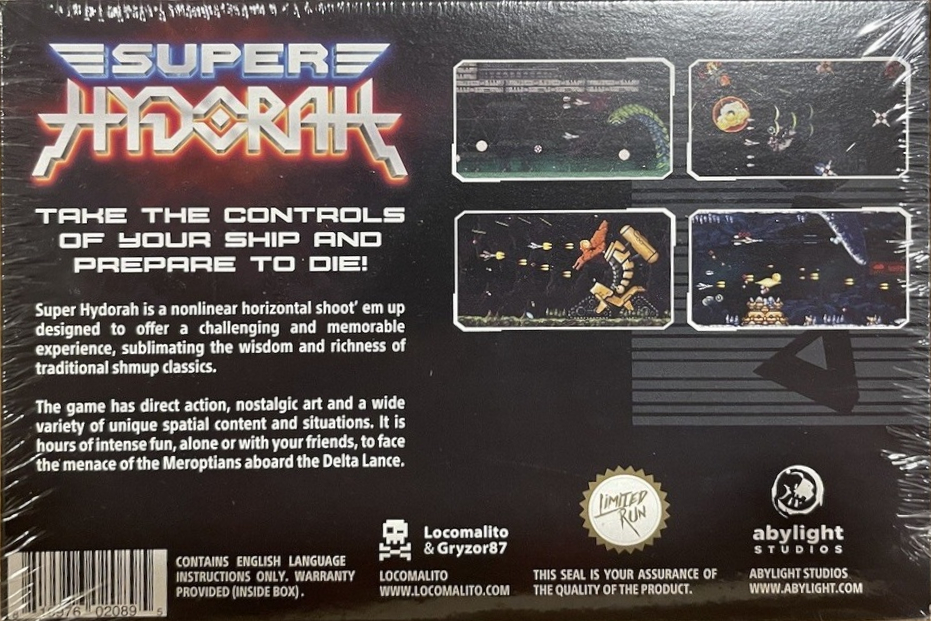 SUPER
HYDORAH
TAKE THE CONTROLS
OF YOUR SHIP AND
PREPARE TO DIE!
Super Hydorah is a nonlinear horizontal shoot' em up
designed to offer a challenging and memorable
experience, sublimating the wisdom and richness of
traditional shmup classics.
The game has direct action, nostalgic art and a wide
variety of unique spatial content and situations. It is
hours of intense fun, alone or with your friends, to face
the menace of the Meroptians aboard the Delta Lance.
02089 5
CONTAINS ENGLISH LANGUAGE
INSTRUCTIONS ONLY. WARRANTY
PROVIDED (INSIDE BOX).
Locomalito
& Gryzor87
LOCOMALITO
WWW.LOCOMALITO.COM
LIMITED
RUN
THIS SEAL IS YOUR ASSURANCE OF
THE QUALITY OF THE PRODUCT.
abylight
STUDIOS
ABYLIGHT STUDIOS
WWW.ABYLIGHT.COM